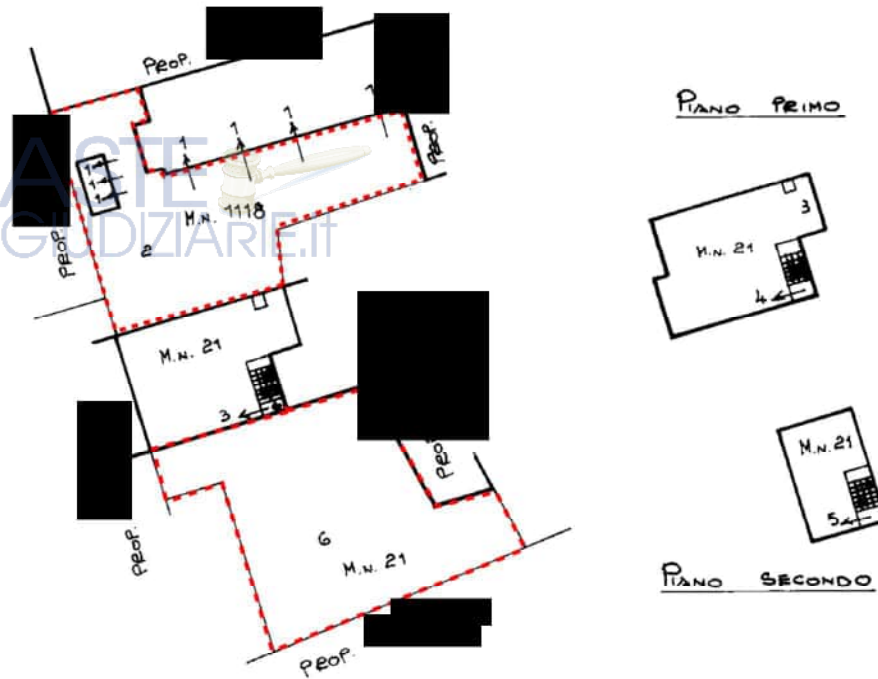 PROP.
1
1
1
1
PROP.
PROP.
1
1
1
ASTE
GIUDIZIARIE.it
M.N. 1118
2
M.N. 21
3
PROP.
PROP.
6
M.N. 21
PROP.
PIANO PRIMO
3
M.N. 21
4
M.N. 21
5
PIANO SECONDO